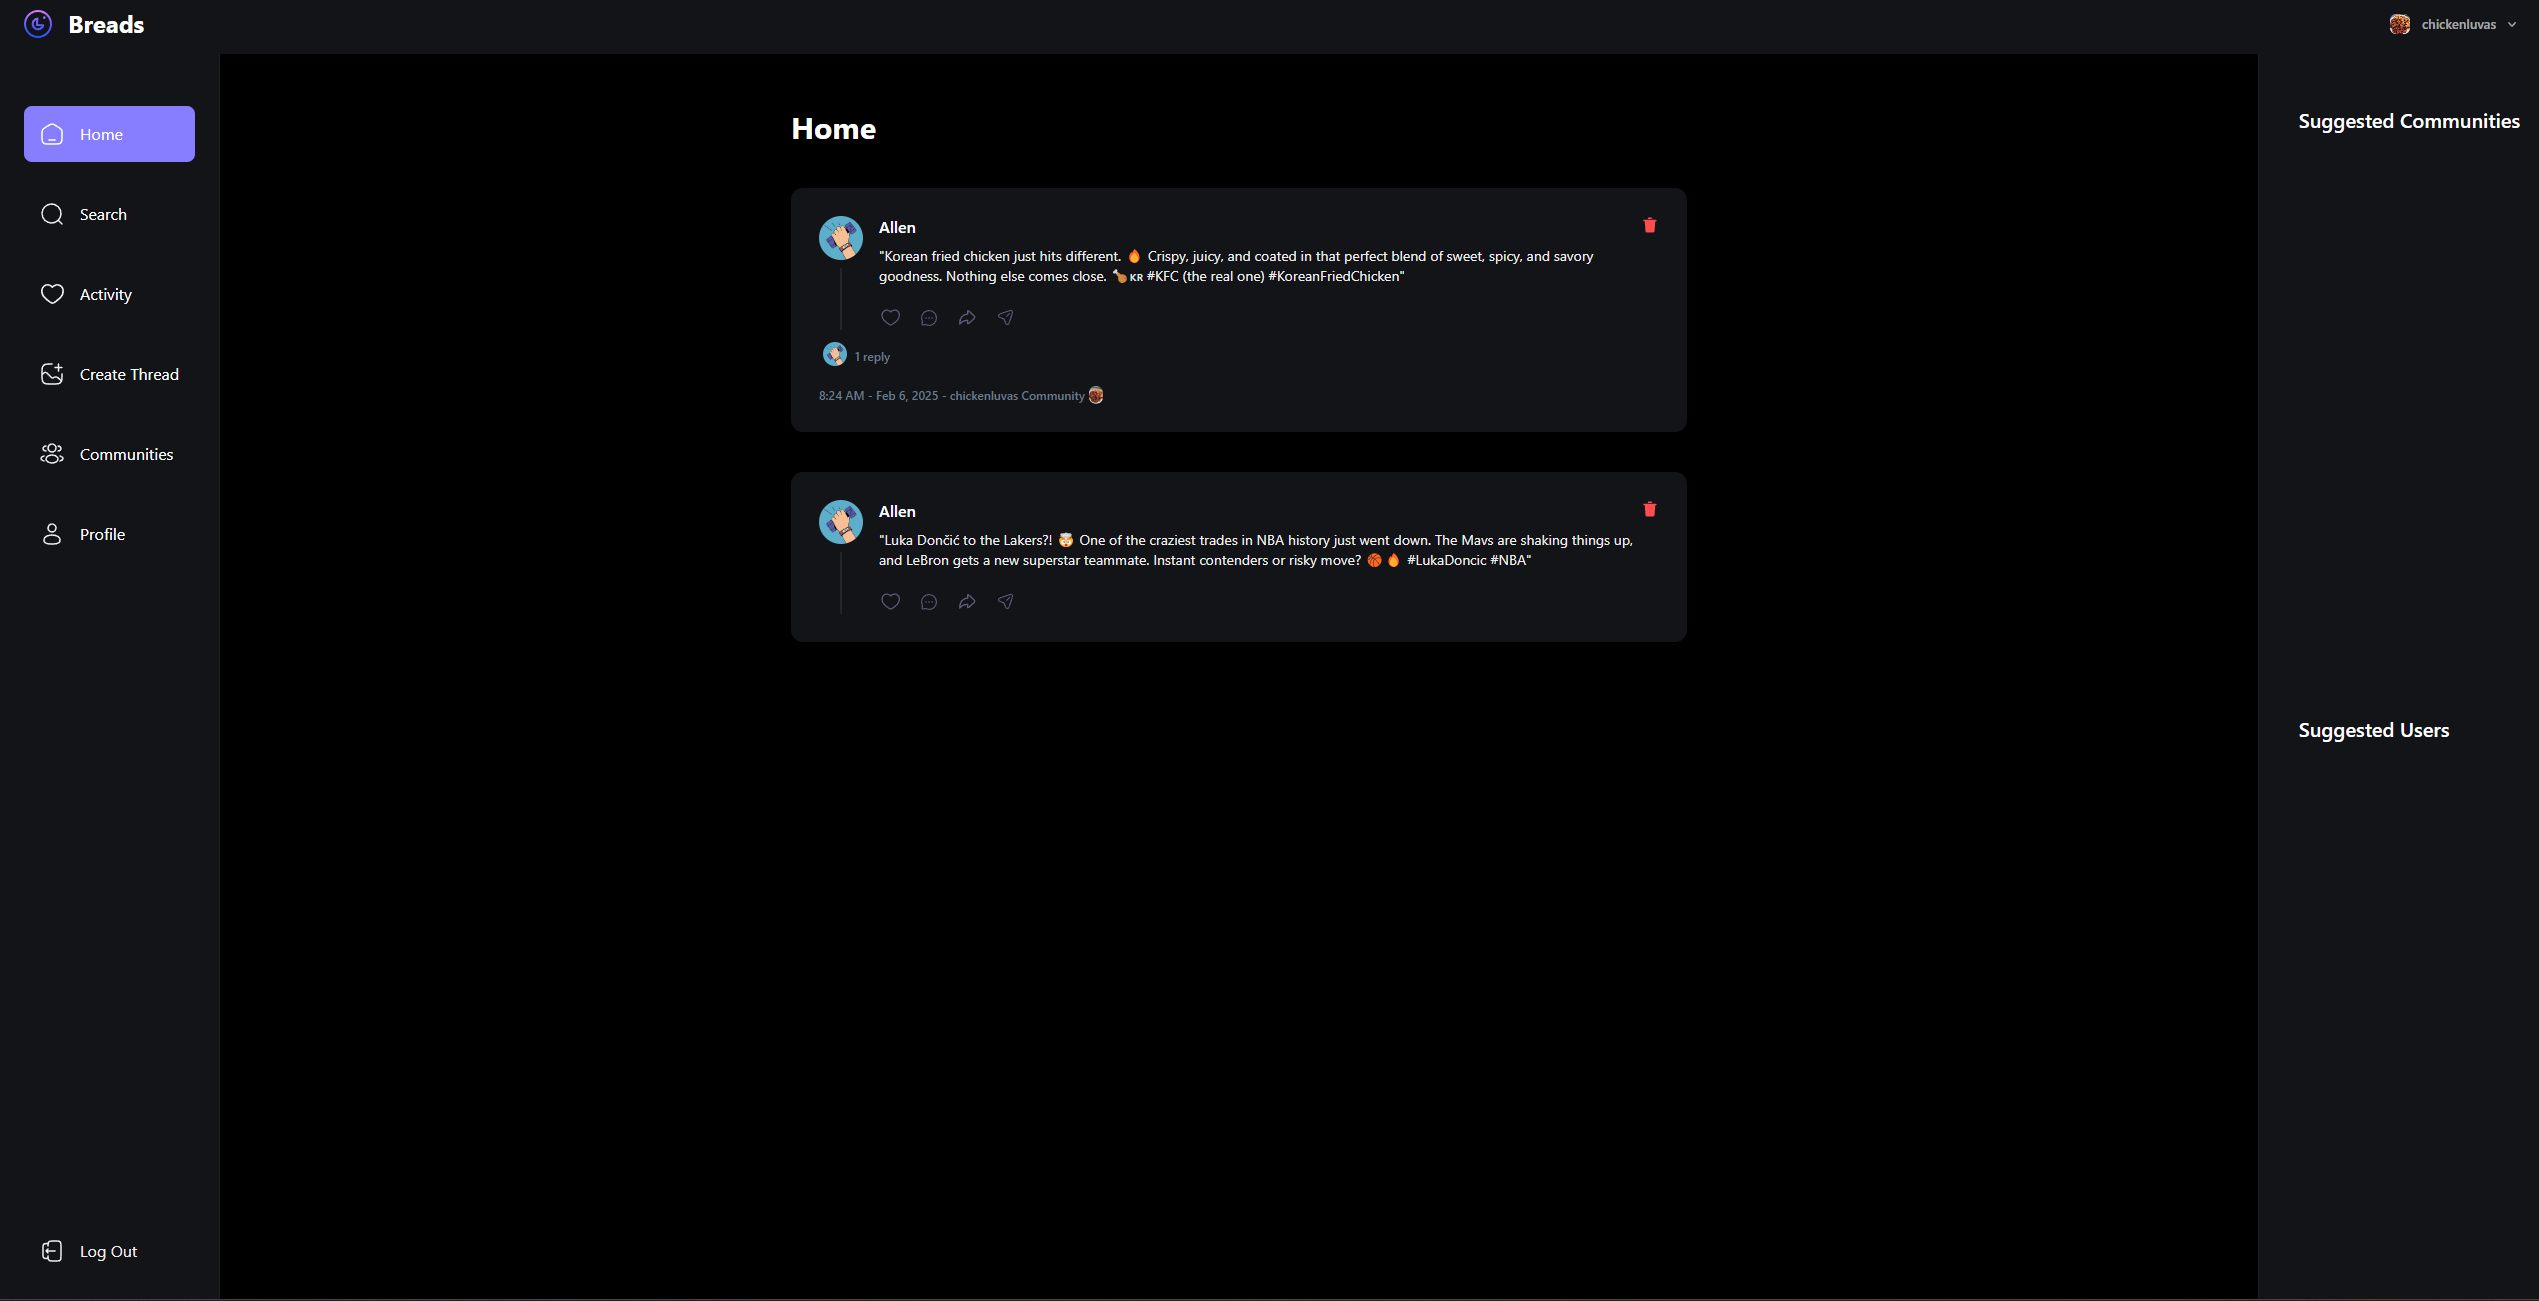 Breads
chickenluvas
Home
Search
Activity
Create Thread
Communities
Profile
Log Out
Home
Allen
"Korean fried chicken just hits different. 🔥 Crispy, juicy, and coated in that perfect blend of sweet, spicy, and savory
goodness. Nothing else comes close. 🍗🇰🇷 #KFC (the real one) #KoreanFriedChicken"
1 reply
8:24 AM - Feb 6, 2025 - chickenluvas Community
Allen
"Luka Dončić to the Lakers?! 🤯 One of the craziest trades in NBA history just went down. The Mavs are shaking things up,
and LeBron gets a new superstar teammate. Instant contenders or risky move? 🏀🔥 #LukaDoncic #NBA"
Suggested Communities
Suggested Users